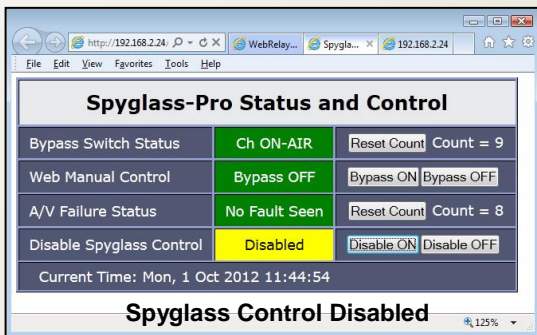 http://192.168.2.24/
WebRelay...
Spygla...
192.168.2.24
File Edit View Favorites Tools Help
Spyglass-Pro Status and Control
Bypass Switch Status Ch ON-AIR Reset Count Count = 9
Web Manual Control Bypass OFF Bypass ON Bypass OFF
A/V Failure Status No Fault Seen Reset Count Count = 8
Disable Spyglass Control Disabled Disable ON Disable OFF
Current Time: Mon, 1 Oct 2012 11:44:54
Spyglass Control Disabled
125%